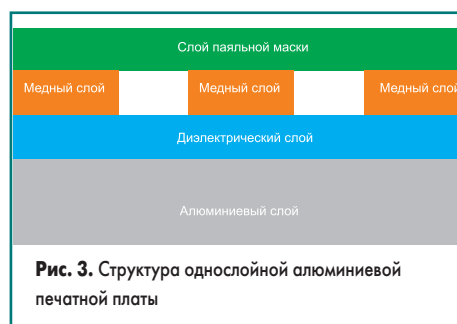 Слой паяльной маски
Медный слой Медный слой Медный слой
Диэлектрический слой
Алюминиевый слой
Рис. 3. Структура однослойной алюминиевой
печатной платы